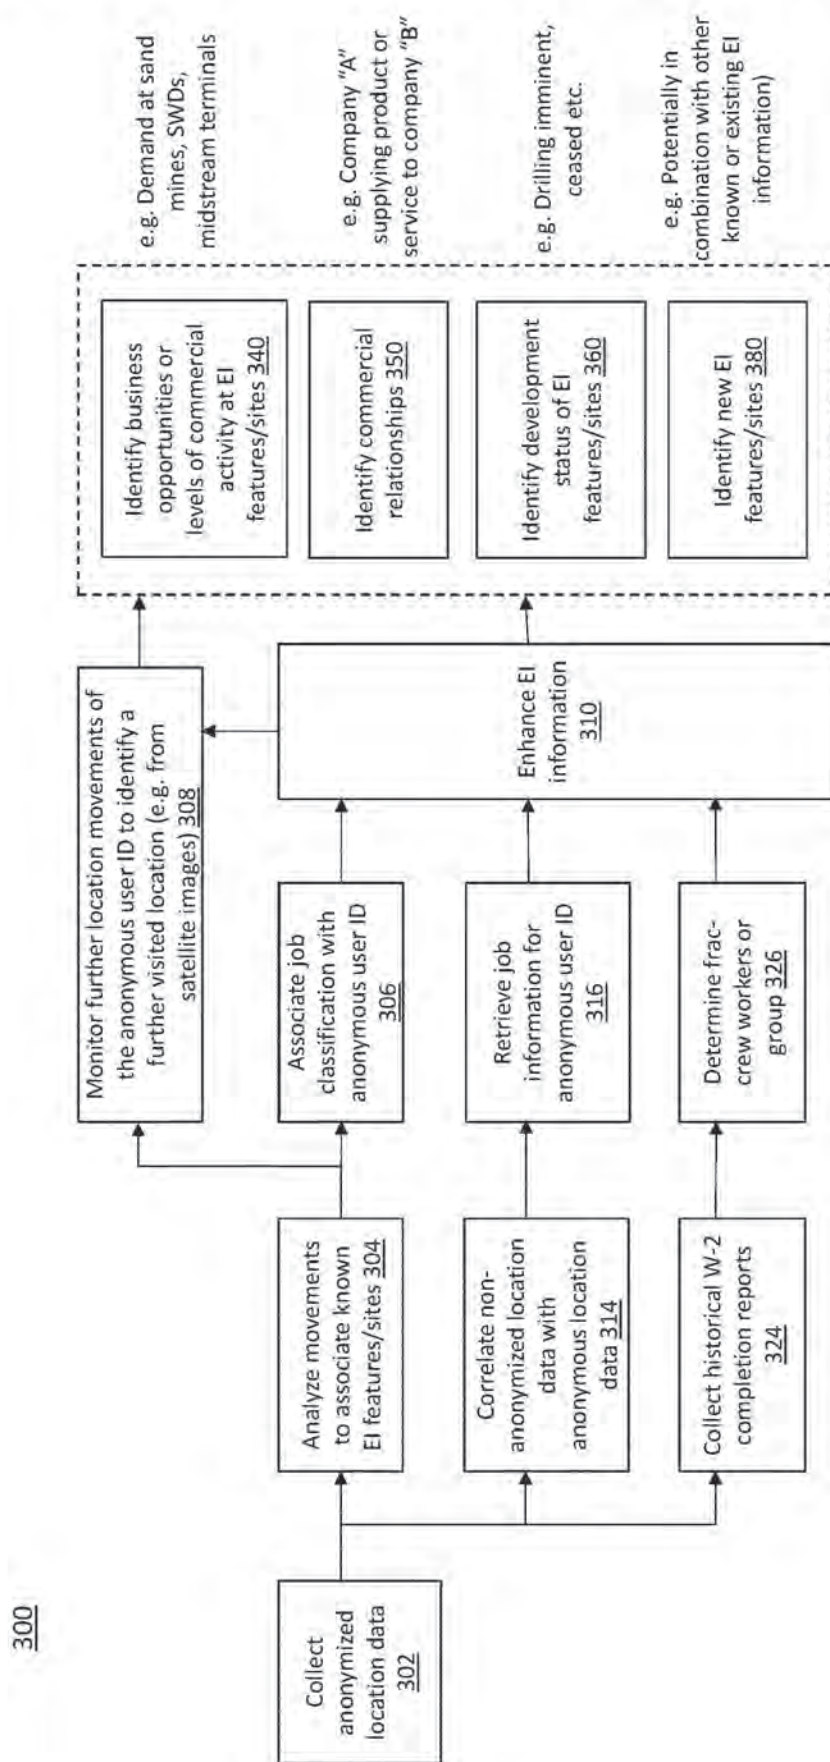 300
Collect
anonymized
location data
302
Analyze movements
to associate known
EI features/sites 304
Correlate non-
anonymized location
data with
anonymous location
data 314
Collect historical W-2
completion reports
324
Monitor further location movements of
the anonymous user ID to identify a
further visited location (e.g. from
satellite images) 308
Associate job
classification with
anonymous user ID
306
Retrieve job
information for
anonymous user ID
316
Determine frac-
crew workers or
group 326
Enhance EI
information
310
Identify business
opportunities or
levels of commercial
activity at EI
features/sites 340
Identify commercial
relationships 350
Identify development
status of EI
features/sites 360
Identify new EI
features/sites 380
e.g. Demand at sand
mines, SWDs,
midstream terminals
e.g. Company “A”
supplying product or
service to company “B”
e.g. Drilling imminent,
ceased etc.
e.g. Potentially in
combination with other
known or existing EI
information)